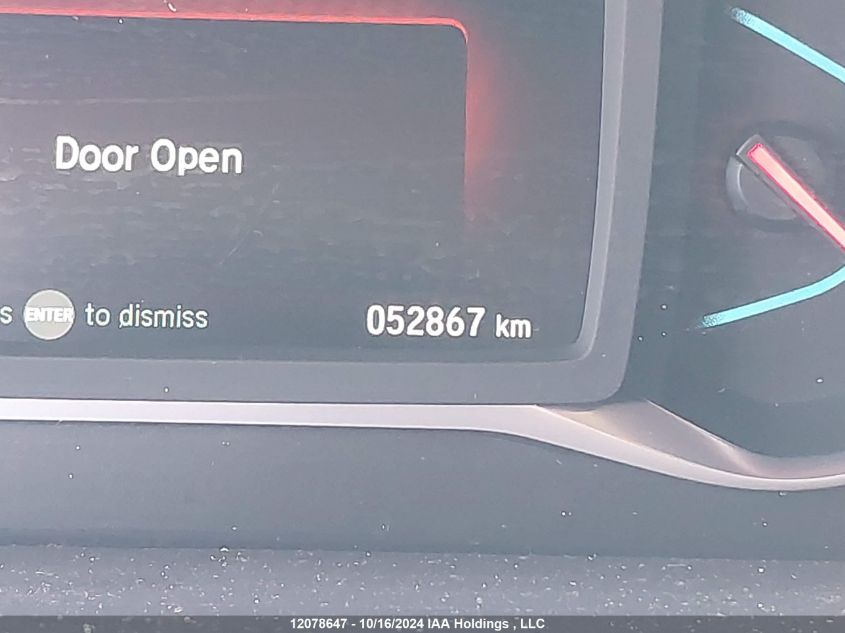 Door Open
s ENTER to dismiss
052867 km
12078647 - 10/16/2024 IAA Holdings , LLC